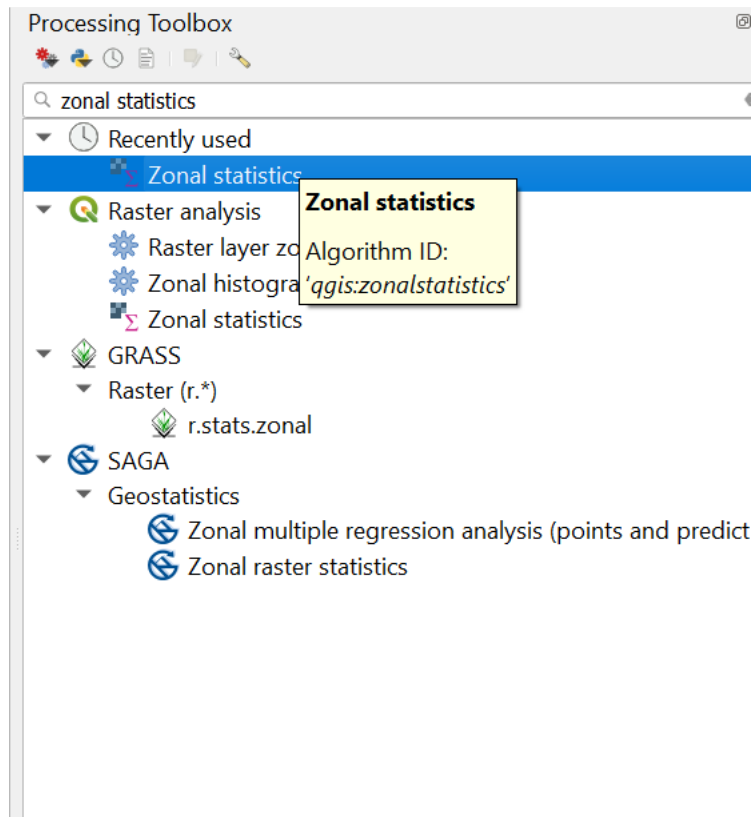 Processing Toolbox
zonal statistics
Recently used
Zonal statistics
Zonal statistics
Algorithm ID:
'qgis:zonalstatistics'
Raster analysis
Raster layer zo
Zonal histogra
Zonal statistics
GRASS
Raster (r.*)
r.stats.zonal
SAGA
Geostatistics
Zonal multiple regression analysis (points and predict
Zonal raster statistics